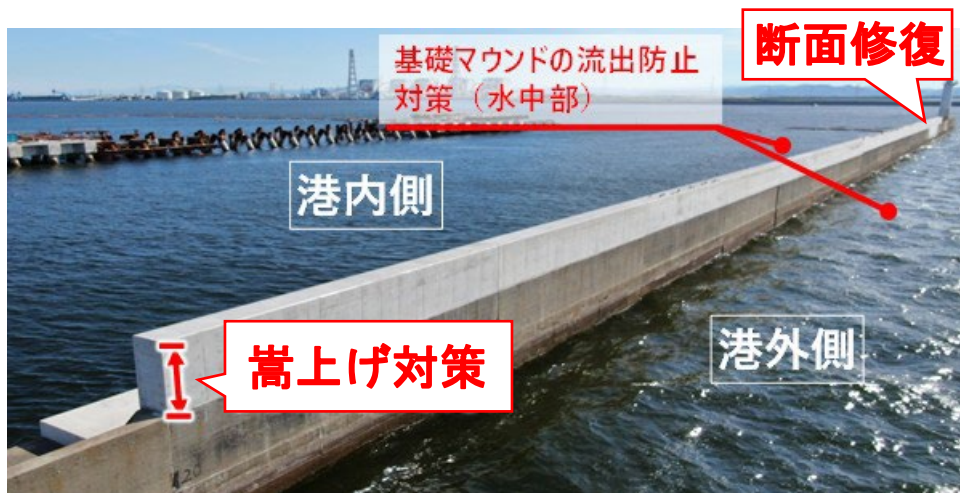 断面修復
基礎マウンドの流出防止
対策（水中部）
港内側
港外側
嵩上げ対策